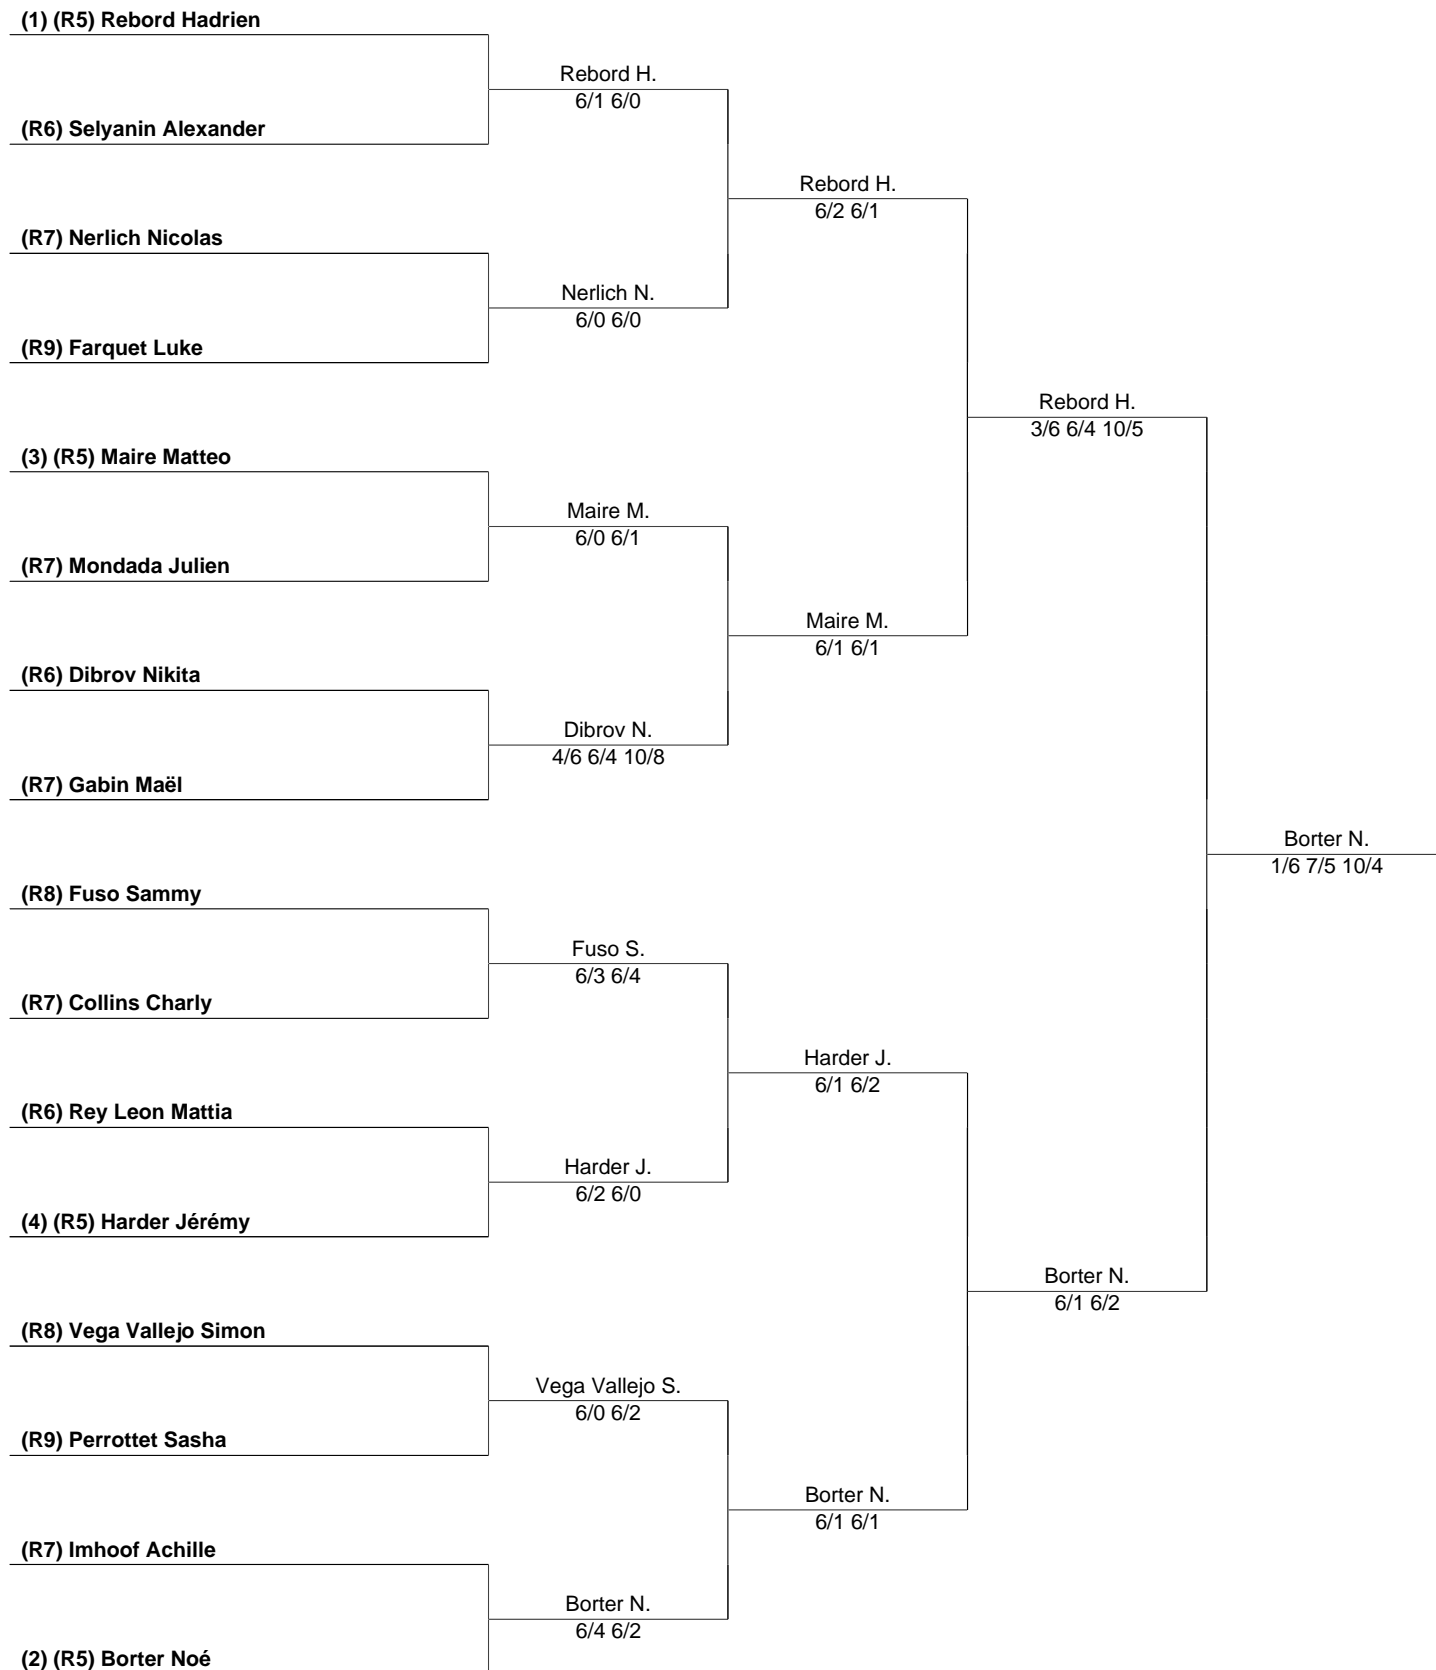 (1) (R5) Rebord Hadrien
Rebord H.
6/1 6/0
(R6) Selyanin Alexander
Rebord H.
6/2 6/1
(R7) Nerlich Nicolas
Nerlich N.
6/0 6/0
(R9) Farquet Luke
Rebord H.
3/6 6/4 10/5
(3) (R5) Maire Matteo
Maire M.
6/0 6/1
(R7) Mondada Julien
Maire M.
6/1 6/1
(R6) Dibrov Nikita
Dibrov N.
4/6 6/4 10/8
(R7) Gabin Maël
Borter N.
1/6 7/5 10/4
(R8) Fuso Sammy
Fuso S.
6/3 6/4
(R7) Collins Charly
Harder J.
6/1 6/2
(R6) Rey Leon Mattia
Harder J.
6/2 6/0
(4) (R5) Harder Jérémy
Borter N.
6/1 6/2
(R8) Vega Vallejo Simon
Vega Vallejo S.
6/0 6/2
(R9) Perrottet Sasha
Borter N.
6/1 6/1
(R7) Imhoof Achille
Borter N.
6/4 6/2
(2) (R5) Borter Noé